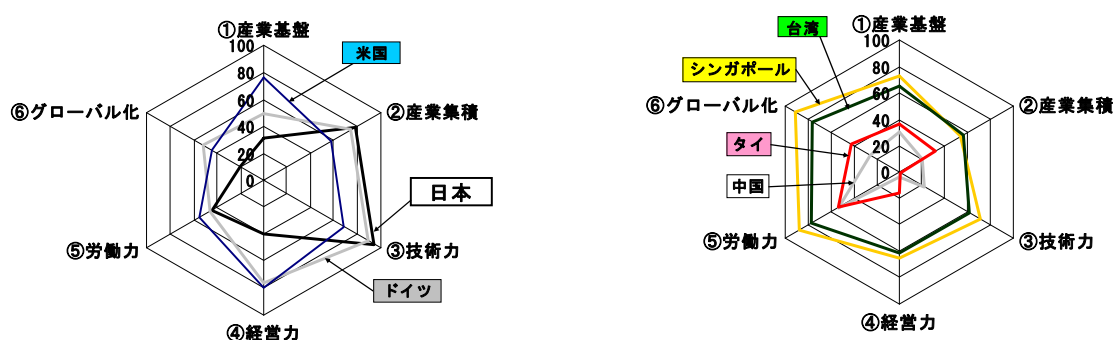 ①産業基盤
100
80
60
40
20
0
米国
②産業集積
日本
③技術力
ドイツ
④経営力
⑤労働力
⑥グローバル化
①産業基盤
100
80
60
40
20
0
台湾
シンガポール
②産業集積
タイ
中国
③技術力
④経営力
⑤労働力
⑥グローバル化